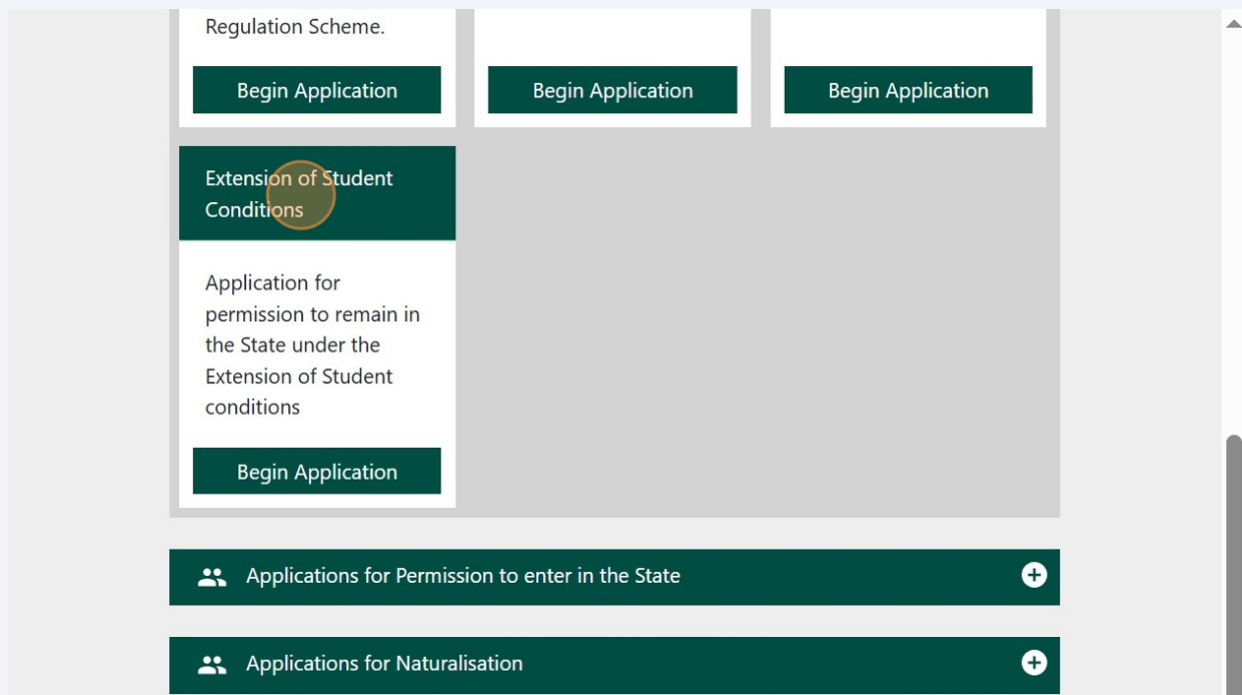 Regulation Scheme.
Begin Application
Begin Application
Begin Application
Extension of Student
Conditions
Application for
permission to remain in
the State under the
Extension of Student
conditions
Begin Application
Applications for Permission to enter in the State
Applications for Naturalisation